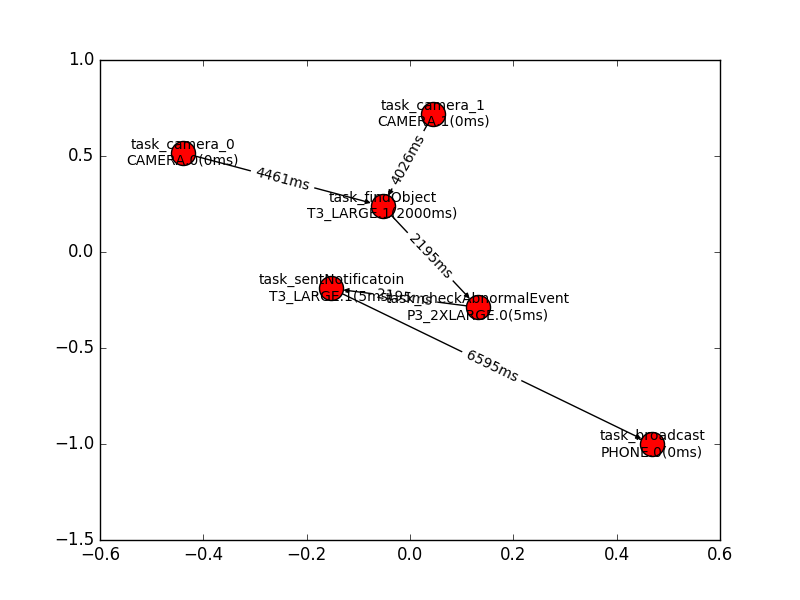 1.0
task_camera_1
CAMERA.1(0ms)
task_camera_0
CAMERA.0(0ms)
0.5
4461ms
4026ms
task_findObject
T3_LARGE.1(2000ms)
0.0
2195ms
task_sentNotificatoin
T3_LARGE.1(5ms)
2195ms
task_checkAbnormalEvent
P3_2XLARGE.0(5ms)
−0.5
6595ms
task_broadcast
PHONE.0(0ms)
−1.0
−1.5
−0.6 −0.4 −0.2 0.0 0.2 0.4 0.6